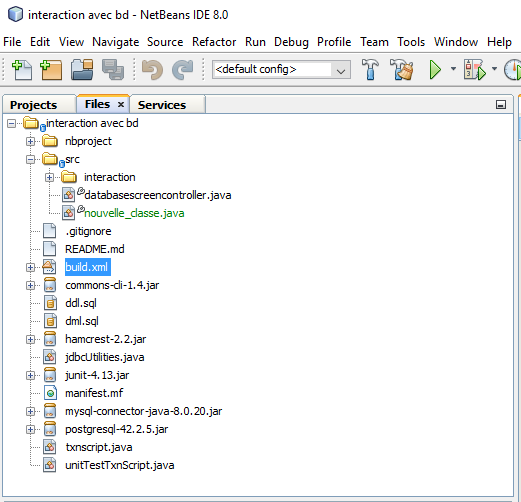 interaction avec bd - NetBeans IDE 8.0
File Edit View Navigate Source Refactor Run Debug Profile Team Tools Window Help
<default config>
Projects Files × Services
interaction avec bd
nbproject
src
interaction
databasescreencontroller.java
nouvelle_classe.java
.gitignore
README.md
build.xml
commons-cli-1.4.jar
ddl.sql
dml.sql
hamcrest-2.2.jar
jdbcUtilities.java
junit-4.13.jar
manifest.mf
mysql-connector-java-8.0.20.jar
postgresql-42.2.5.jar
txnscript.java
unitTestTxnScript.java